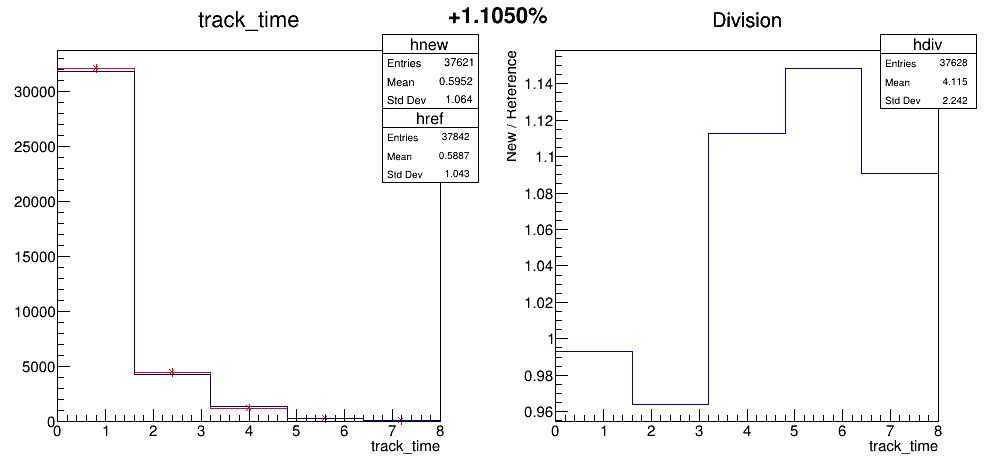 +1.1050%
track_time
hnew
Entries 37621
Mean 0.5952
Std Dev 1.064
href
Entries 37842
Mean 0.5887
Std Dev 1.043
30000
25000
20000
15000
10000
5000
0
0 1 2 3 4 5 6 7 8
track_time
Division
hdiv
Entries 37628
Mean 4.115
Std Dev 2.242
New / Reference
1.14
1.12
1.1
1.08
1.06
1.04
1.02
1
0.98
0.96
0 1 2 3 4 5 6 7 8
track_time